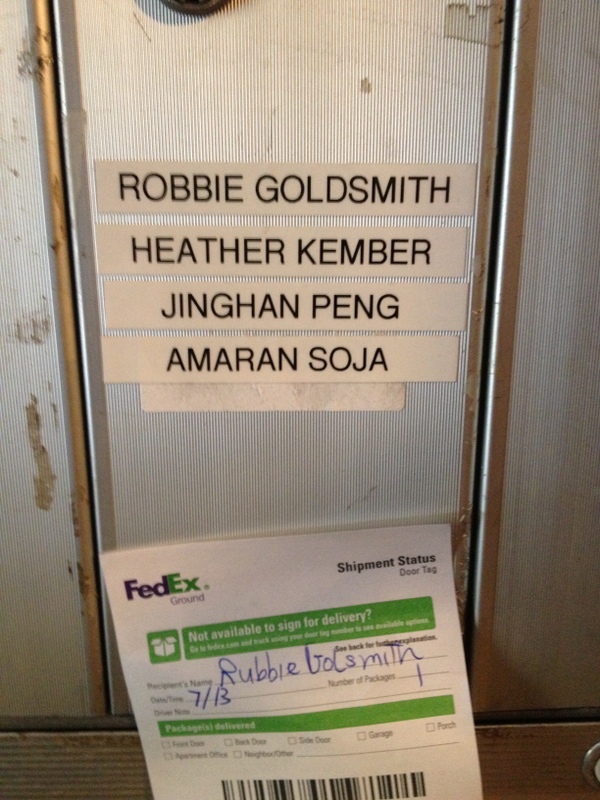 ROBBIE GOLDSMITH
HEATHER KEMBER
JINGHAN PENG
AMARAN SOJA
FedEx®
Ground
Shipment Status
Door Tag
Not available to sign for delivery?
Go to fedex.com and track using your door tag number to see available options.
See back for further explanation.
Recipient's Name Rubbie Golsmith
Date/Time 7/13 Number of Packages 1
Driver Note
Package(s) delivered
Front Door Back Door Side Door Garage Porch
Apartment Office Neighbor/Other